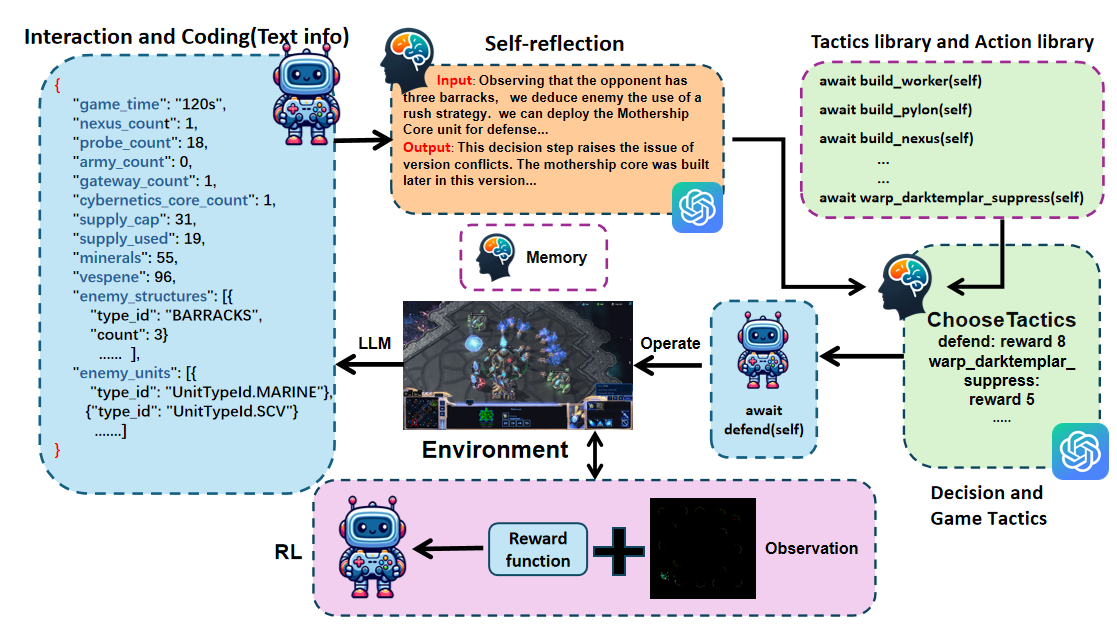 Interaction and Coding(Text info)
{
"game_time": "120s",
"nexus_count": 1,
"probe_count": 18,
"army_count": 0,
"gateway_count": 1,
"cybernetics_core_count": 1,
"supply_cap": 31,
"supply_used": 19,
"minerals": 55,
"vespene": 96,
"enemy_structures": [{
"type_id": "BARRACKS",
"count": 3}
...... ],
"enemy_units": [{
"type_id": "UnitTypeId.MARINE"},
{"type_id": "UnitTypeId.SCV"}
.......]
}
Self-reflection
Input: Observing that the opponent has
three barracks, we deduce enemy the use of a
rush strategy. we can deploy the Mothership
Core unit for defense...
Output: This decision step raises the issue of
version conflicts. The mothership core was built
later in this version...
Memory
Tactics library and Action library
await build_worker(self)
await build_pylon(self)
await build_nexus(self)
...
...
await warp_darktemplar_suppress(self)
ChooseTactics
defend: reward 8
warp_darktemplar_
suppress:
reward 5
.....
Decision and
Game Tactics
await
defend(self)
Operate
LLM
Environment
RL
Reward
function
Observation